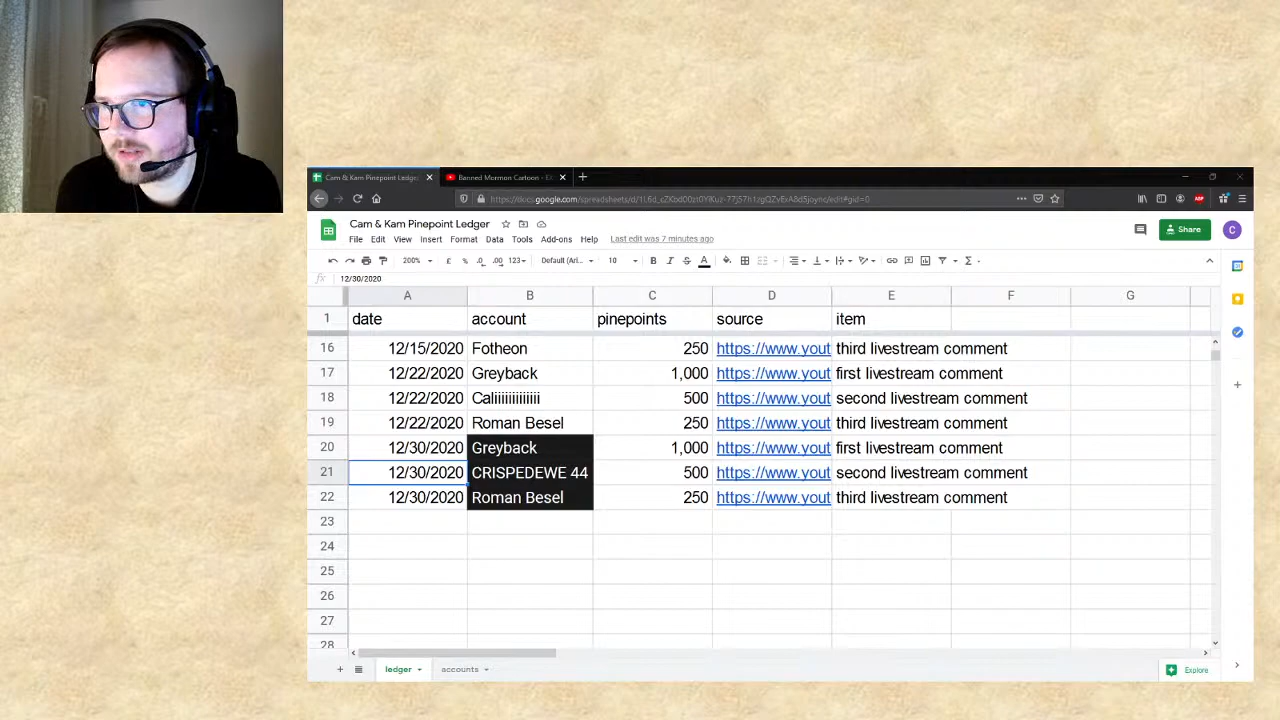 Cam & Kam Pinepoint Ledger
Banned Mormon Cartoon - E
Cam & Kam Pinepoint Ledger
File Edit View Insert Format Data Tools Add-ons Help Last edit was 7 minutes ago
Share
C
200% £ % .0 .00 123 Default (Ari... 10 B I S A
fx 12/30/2020
A B C D E F G
1 date account pinepoints source item
16 12/15/2020 Fotheon 250 https://www.yout third livestream comment
17 12/22/2020 Greyback 1,000 https://www.yout first livestream comment
18 12/22/2020 Caliiiiiiiiiiiii 500 https://www.yout second livestream comment
19 12/22/2020 Roman Besel 250 https://www.yout third livestream comment
20 12/30/2020 Greyback 1,000 https://www.yout first livestream comment
21 12/30/2020 CRISPEDEWE 44 500 https://www.yout second livestream comment
22 12/30/2020 Roman Besel 250 https://www.yout third livestream comment
23
24
25
26
27
28
ledger accounts
Explore